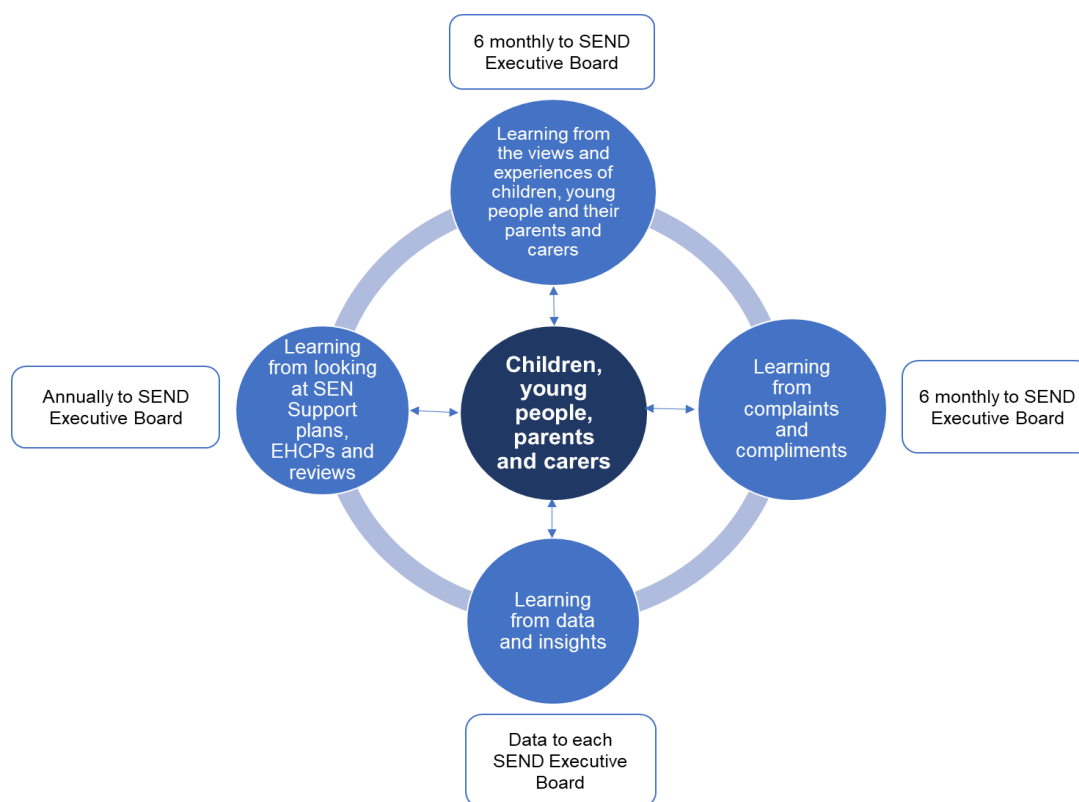 6 monthly to SEND
Executive Board
Learning from
the views and
experiences of
children, young
people and their
parents and
carers
Learning
from looking
at SEN
Support
plans,
EHCPs and
reviews
Annually to SEND
Executive Board
Children,
young
people,
parents
and carers
Learning
from
complaints
and
compliments
6 monthly to SEND
Executive Board
Learning
from data
and insights
Data to each
SEND Executive
Board